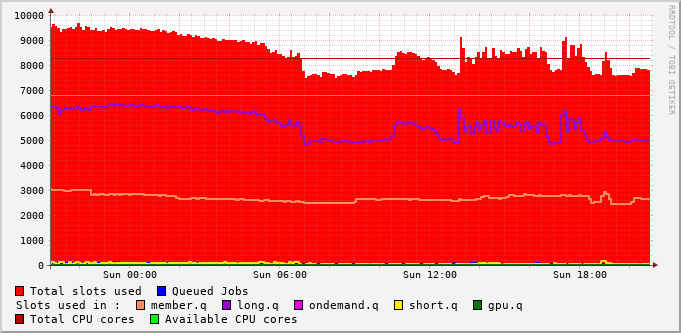 RRDTOOL / TOBI OETIKER
10000
9000
8000
7000
6000
5000
4000
3000
2000
1000
0
Sun 00:00 Sun 06:00 Sun 12:00 Sun 18:00
Total slots used Queued Jobs
Slots used in : member.q long.q ondemand.q short.q gpu.q
Total CPU cores Available CPU cores